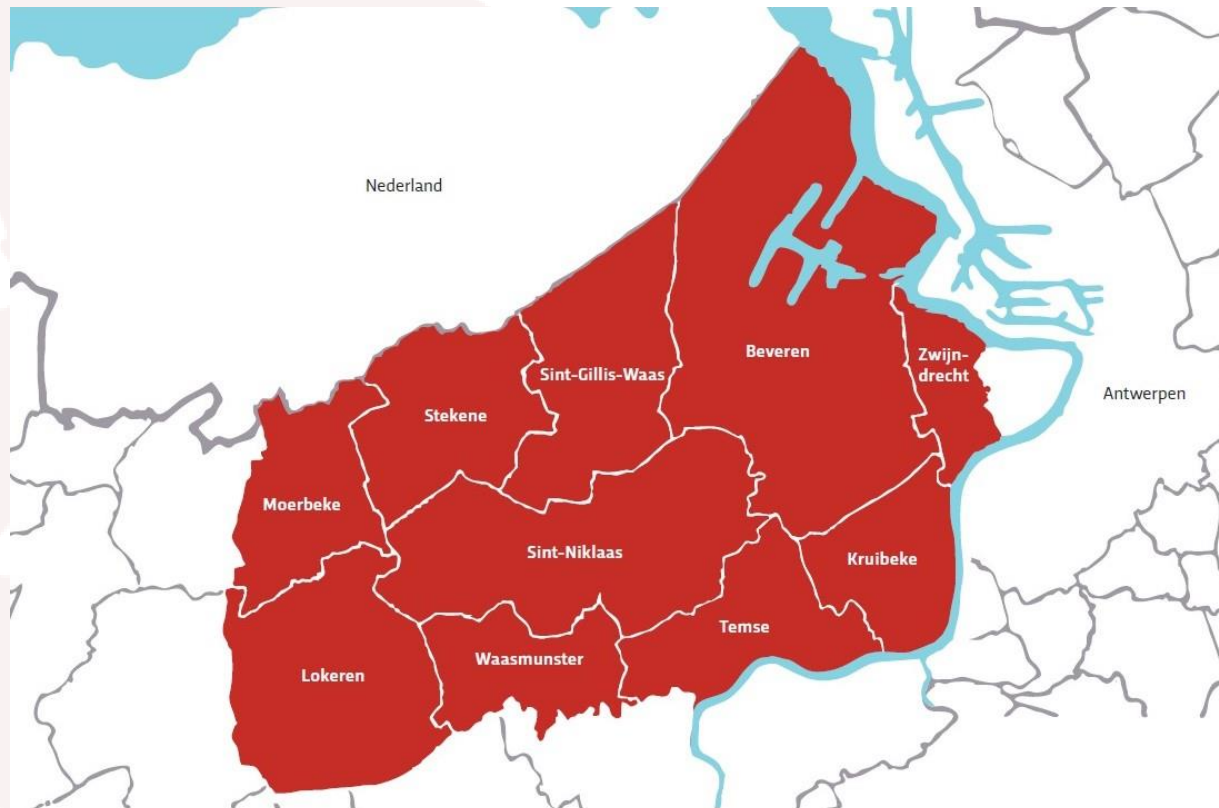 Nederland
Beveren
Zwijn-
drecht
Sint-Gillis-Waas
Antwerpen
Stekene
Moerbeke
Sint-Niklaas
Kruibeke
Temse
Waasmunster
Lokeren